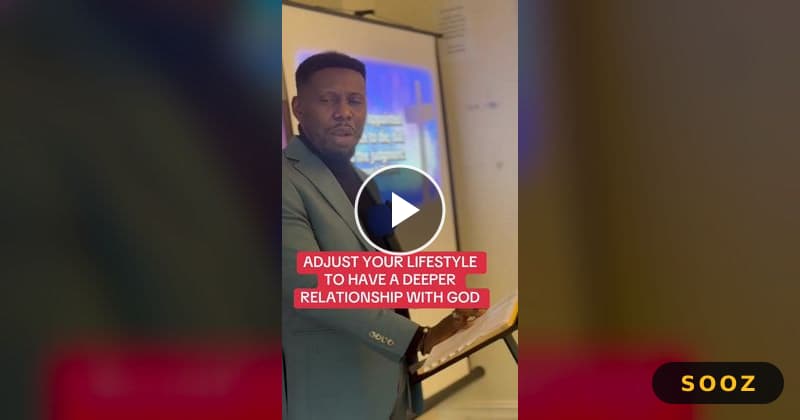 ADJUST YOUR LIFESTYLE
TO HAVE A DEEPER
RELATIONSHIP WITH GOD
SOOZ